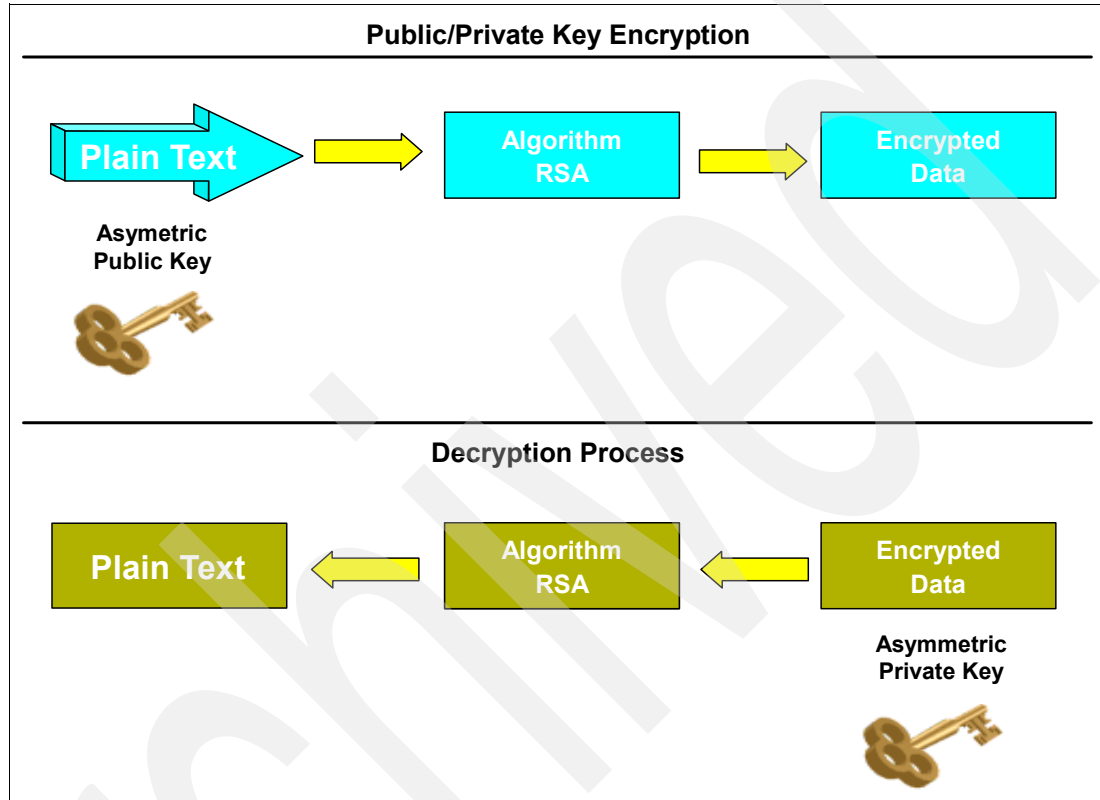 Public/Private Key Encryption
Plain Text
Algorithm
RSA
Encrypted
Data
Asymetric
Public Key
Decryption Process
Plain Text
Algorithm
RSA
Encrypted
Data
Asymmetric
Private Key